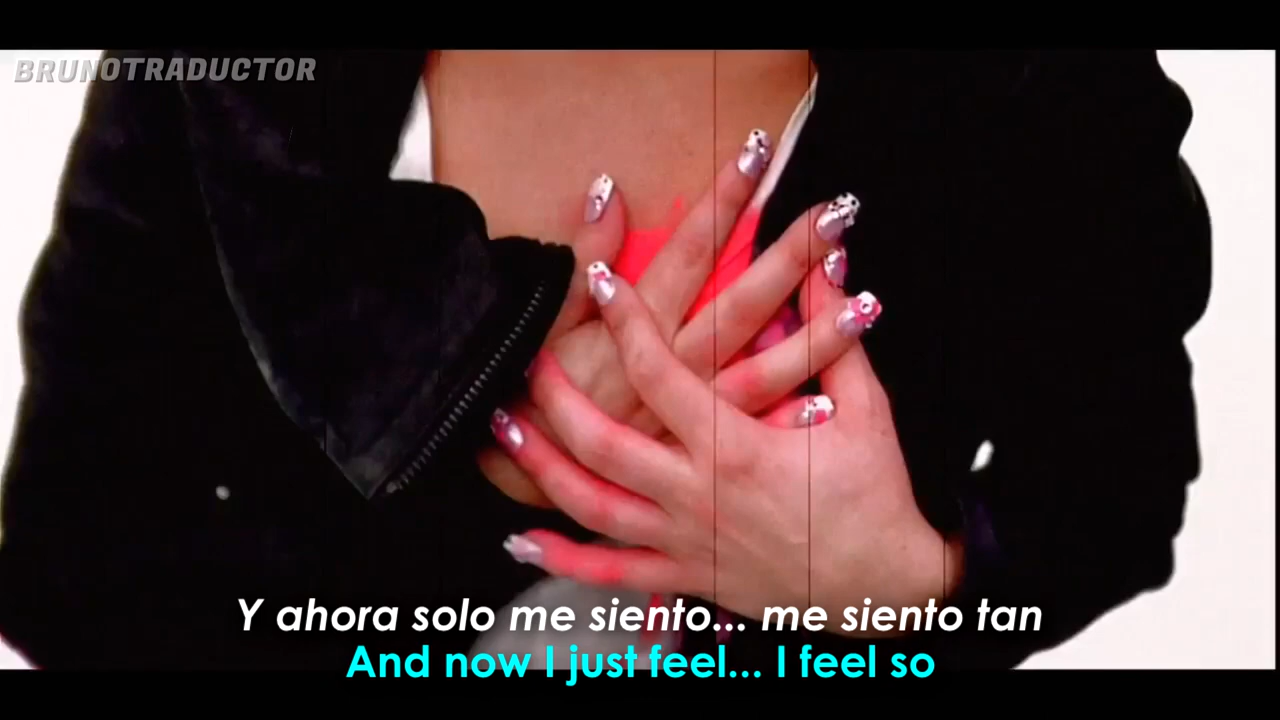 BRUNOTRADUCTOR
Y ahora solo me siento... me siento tan
And now I just feel... I feel so